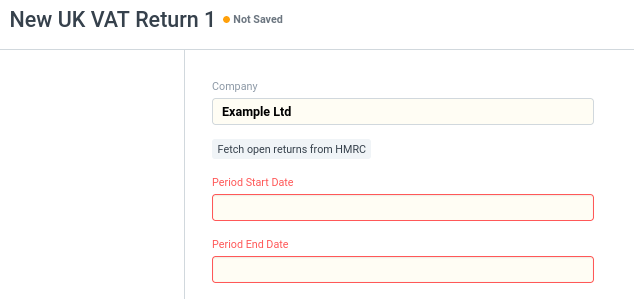 New UK VAT Return 1 Not Saved
Company
Example Ltd
Fetch open returns from HMRC
Period Start Date
Period End Date